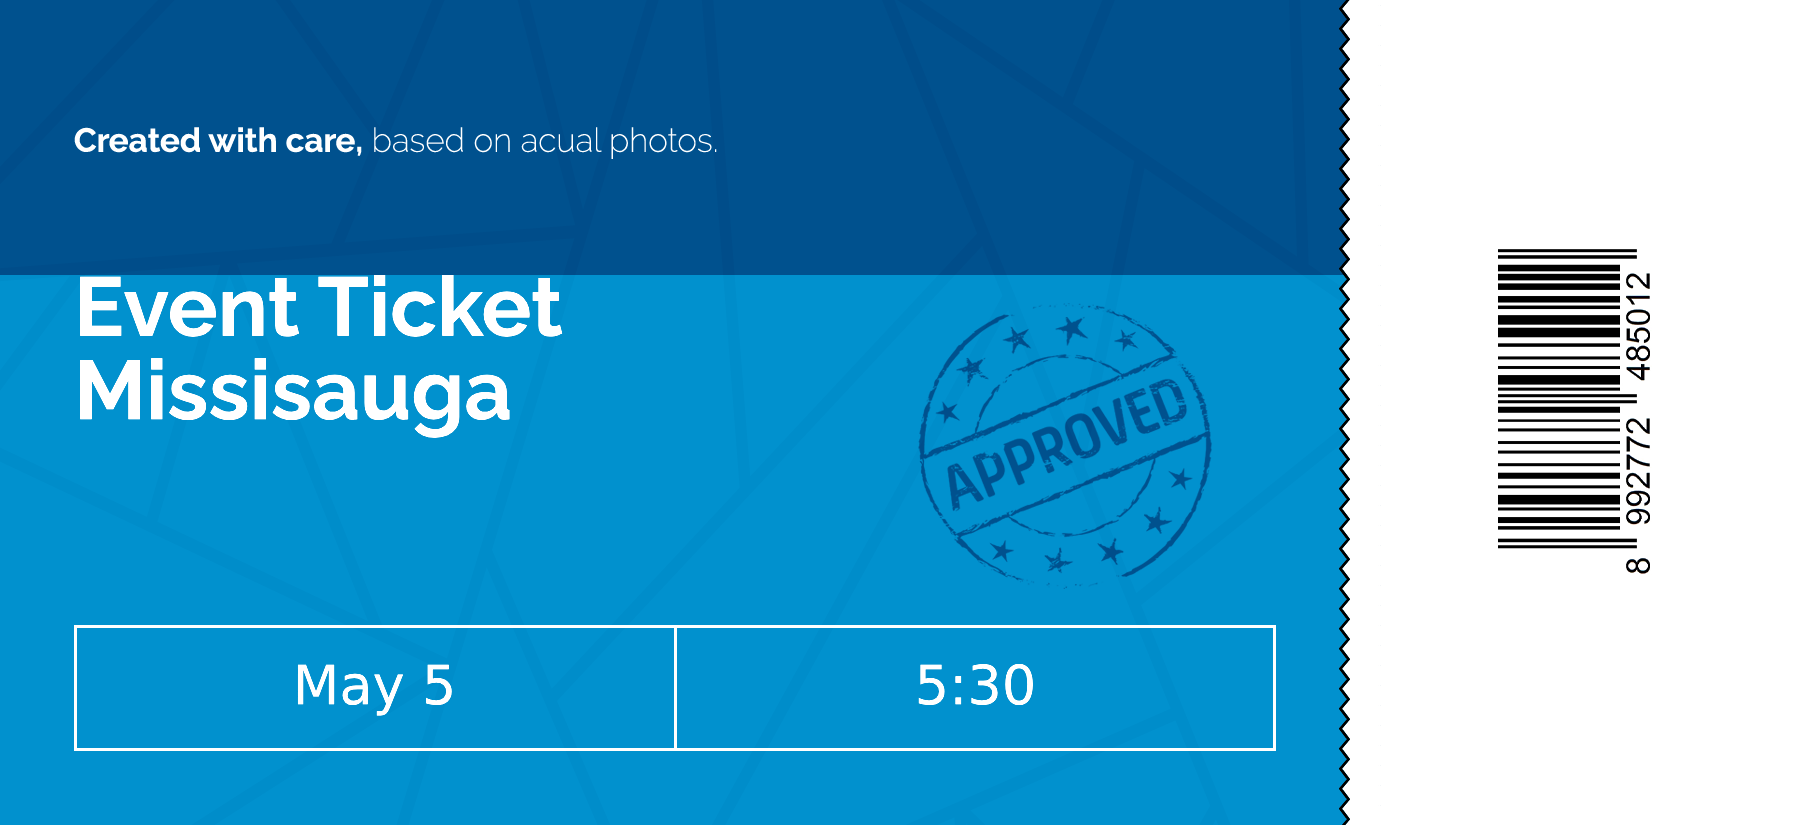 Created with care, based on acual photos.
Event Ticket
Missisauga
APPROVED
May 5
5:30
8 992772 485012